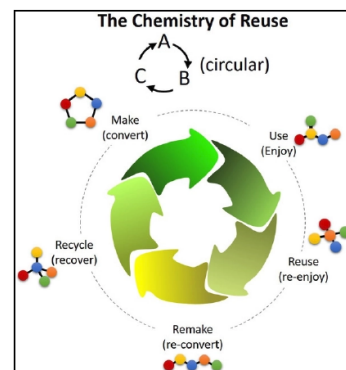 The Chemistry of Reuse
A
C
B
(circular)
Make
(convert)
Use
(Enjoy)
Recycle
(recover)
Reuse
(re-enjoy)
Remake
(re-convert)